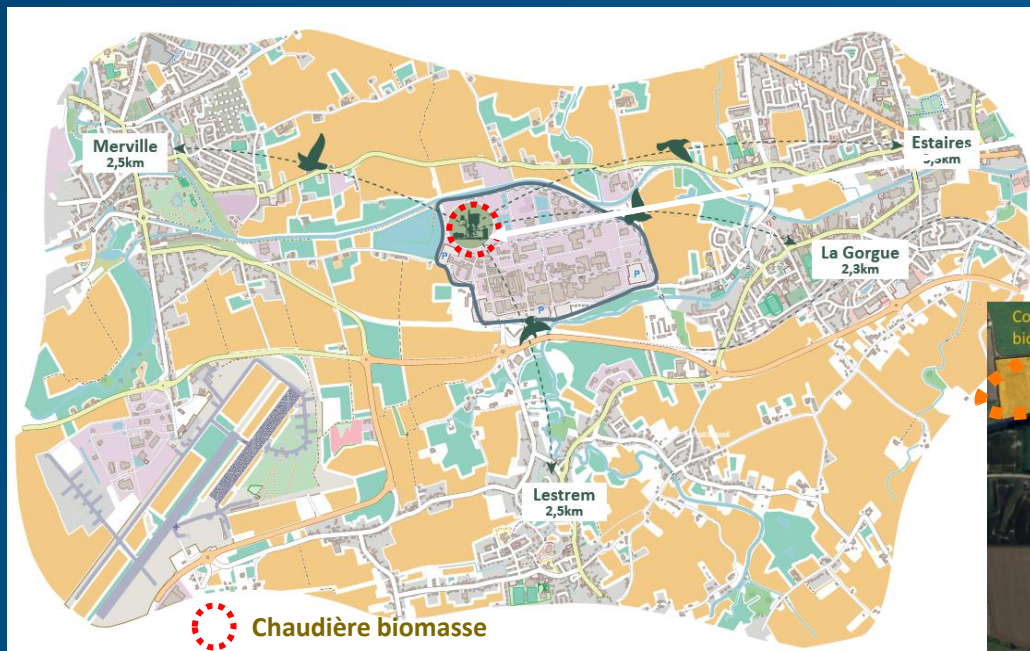 Merville
2,5km
Estaires
La Gorgue
2,3km
Lestrem
2,5km
P
P
P
Chaudière biomasse